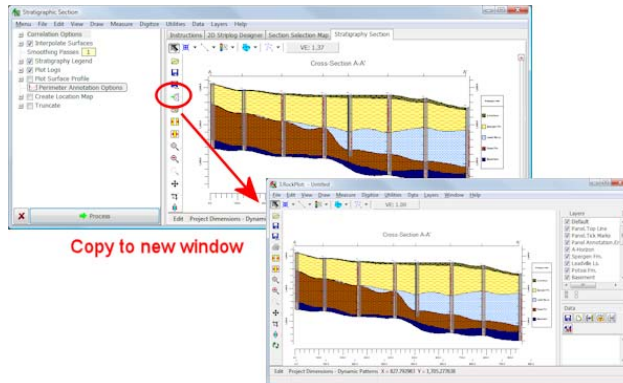 Stratigraphic Section
Menu File Edit View Draw Measure Digitize Utilities Data Layers Window Help
Correlation Options
Interpolate Surfaces
Smoothing Passes 1
Stratigraphy Legend
Plot Logs
Plot Surface Profile
Perimeter Annotation Options
Create Location Map
Truncate
Process
Instructions 2D Striplog Designer Section Selection Map Stratigraphy Section
VE: 1.37
Cross-Section A-A'
Edit Project Dimensions - Dynamic
Copy to new window
RockPlot - Untitled
File Edit View Draw Measure Digitize Utilities Data Layers Window Help
VE: 1.00
Cross-Section A-A'
Layers
Default
Panel Top Line
Panel Tick Marks
Panel Annotation
A-Horizon
Spergen Fm.
Leadville Ls.
Potosi Fm.
Basement
Data
Edit Project Dimensions - Dynamic Patterns X = 827.792983 Y = 1,355.277638